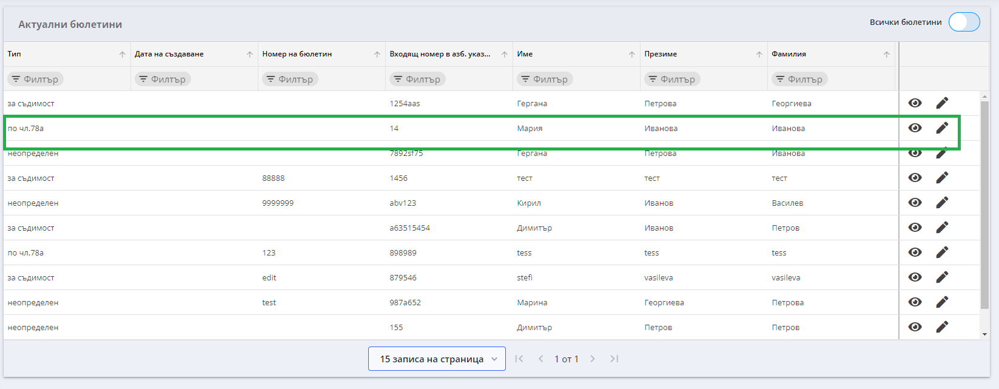 Актуални бюлетини
Всички бюлетини
Тип Дата на създаване Номер на бюлетин Входящ номер в азб. указ... Име Презиме Фамилия
Филтър Филтър Филтър Филтър Филтър Филтър Филтър
за съдимост 1254aas Гергана Петрова Георгиева
по чл.78а 14 Мария Иванова Иванова
неопределен 7892sf75 Гергана Петрова Иванова
за съдимост 88888 1456 тест тест тест
неопределен 9999999 abv123 Кирил Иванов Василев
за съдимост a63515454 Димитър Иванов Петров
по чл.78а 123 898989 tess tess tess
за съдимост edit 879546 stefi vasileva vasileva
неопределен test 987a652 Марина Георгиева Петрова
неопределен 155 Димитър Петров Петров
15 записа на страница 1 от 1